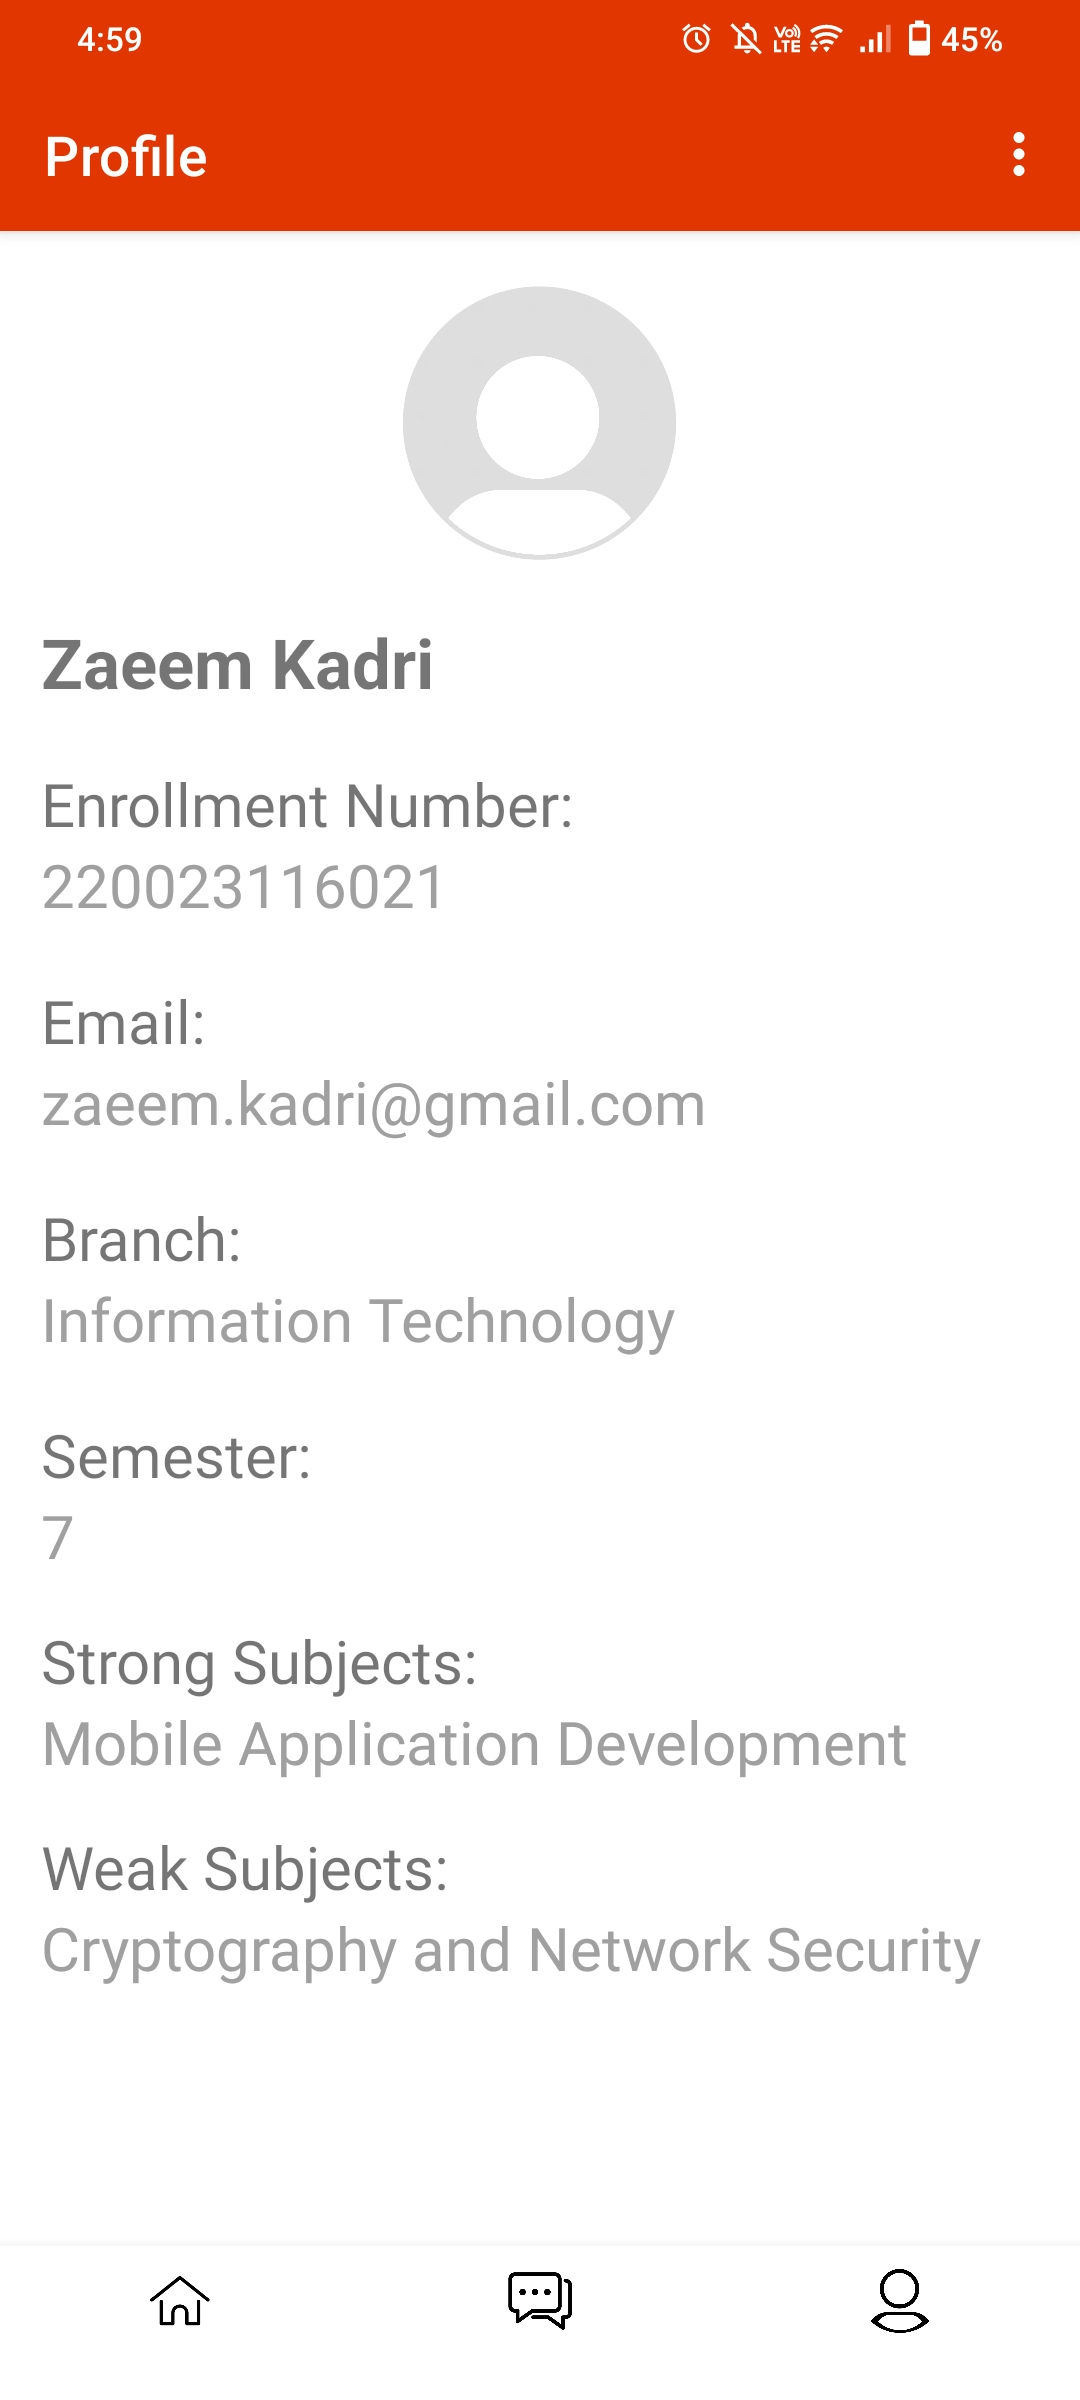 4:59
Vo)) LTE
45%
Profile
Zaeem Kadri
Enrollment Number:
220023116021
Email:
zaeem.kadri@gmail.com
Branch:
Information Technology
Semester:
7
Strong Subjects:
Mobile Application Development
Weak Subjects:
Cryptography and Network Security